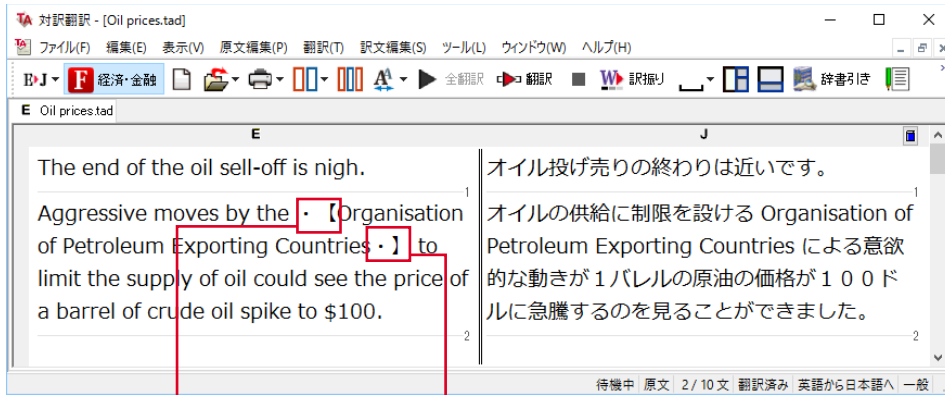 対訳翻訳 - [Oil prices.tad]
ファイル(F) 編集(E) 表示(V) 原文編集(P) 翻訳(T) 訳文編集(S) ツール(L) ウィンドウ(W) ヘルプ(H)
E▸J F 経済・金融 全翻訳 翻訳 訳振り 辞書引き
E Oil prices.tad
E J
The end of the oil sell-off is nigh.
1
Aggressive moves by the ・【Organisation
of Petroleum Exporting Countries・】 to
limit the supply of oil could see the price of
a barrel of crude oil spike to $100.
2
オイル投げ売りの終わりは近いです。
1
オイルの供給に制限を設ける Organisation of
Petroleum Exporting Countries による意欲
的な動きが１バレルの原油の価格が１００ド
ルに急騰するのを見ることができました。
2
待機中 原文 2 / 10 文 翻訳済み 英語から日本語へ 一般